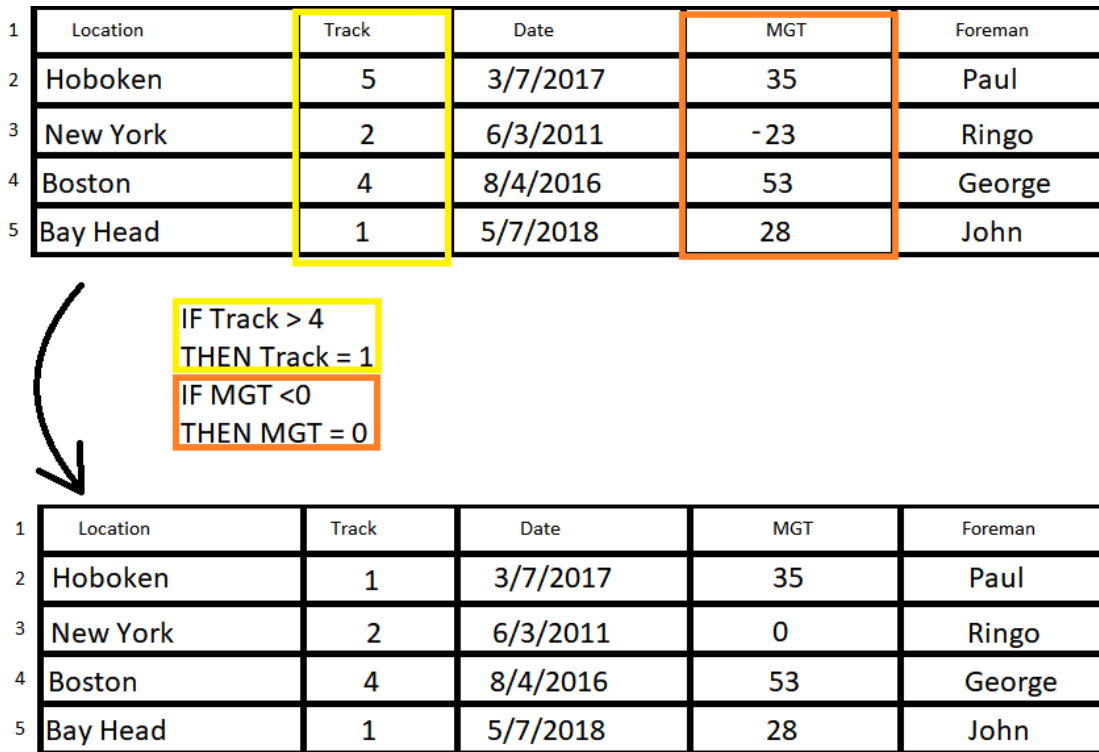 1 Location Track Date MGT Foreman
2 Hoboken 5 3/7/2017 35 Paul
3 New York 2 6/3/2011 -23 Ringo
4 Boston 4 8/4/2016 53 George
5 Bay Head 1 5/7/2018 28 John
IF Track > 4
THEN Track = 1
IF MGT <0
THEN MGT = 0
1 Location Track Date MGT Foreman
2 Hoboken 1 3/7/2017 35 Paul
3 New York 2 6/3/2011 0 Ringo
4 Boston 4 8/4/2016 53 George
5 Bay Head 1 5/7/2018 28 John